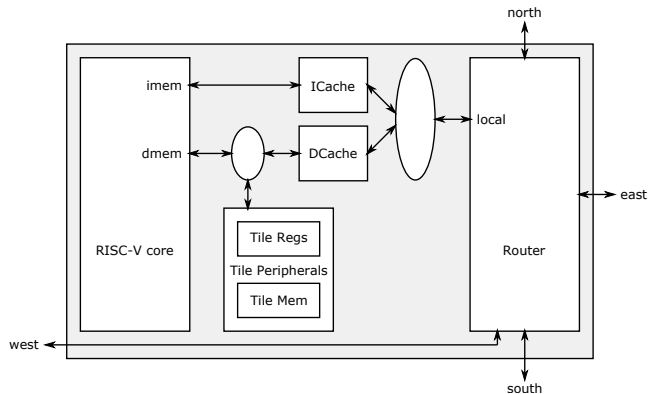 north
imem
ICache
local
dmem
DCache
east
Tile Regs
RISC-V core
Router
Tile Peripherals
Tile Mem
west
south